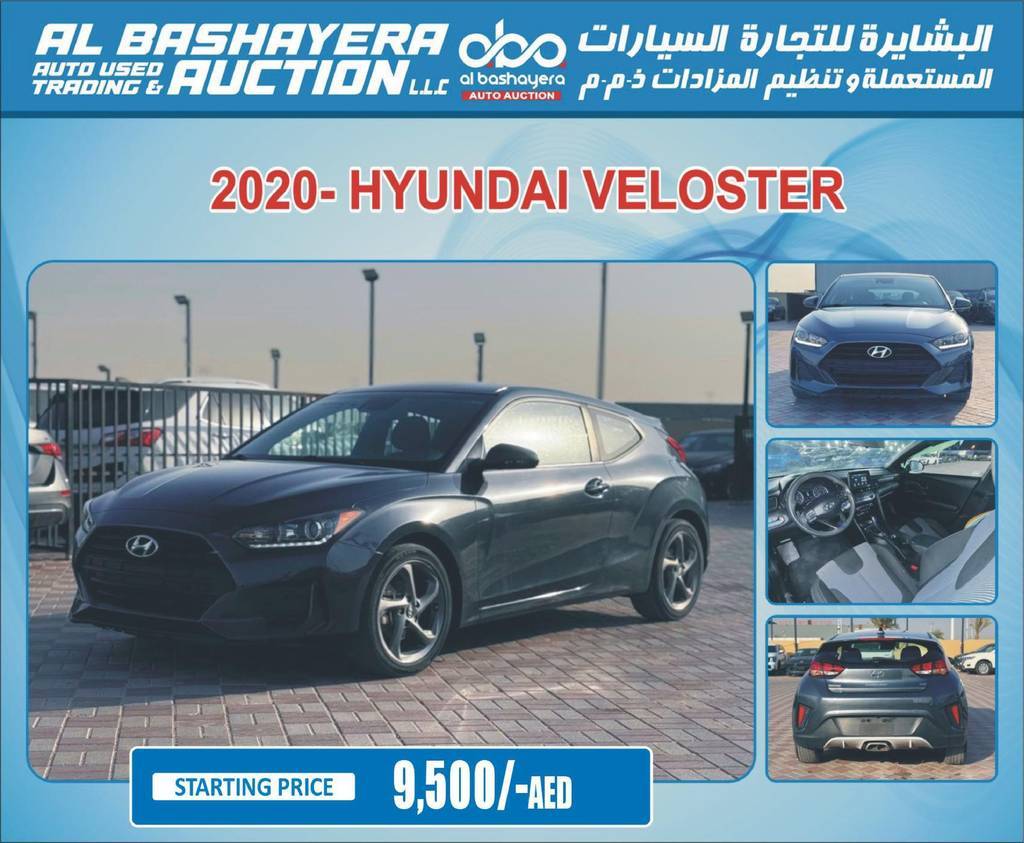 AL BASHAYERA
AUTO USED
TRADING & AUCTION L.L.C
aba
al bashayera
AUTO AUCTION
البشايرة للتجارة السيارات
المستعملة و تنظيم المزادات ذ.م.م
2020- HYUNDAI VELOSTER
STARTING PRICE 9,500/-AED